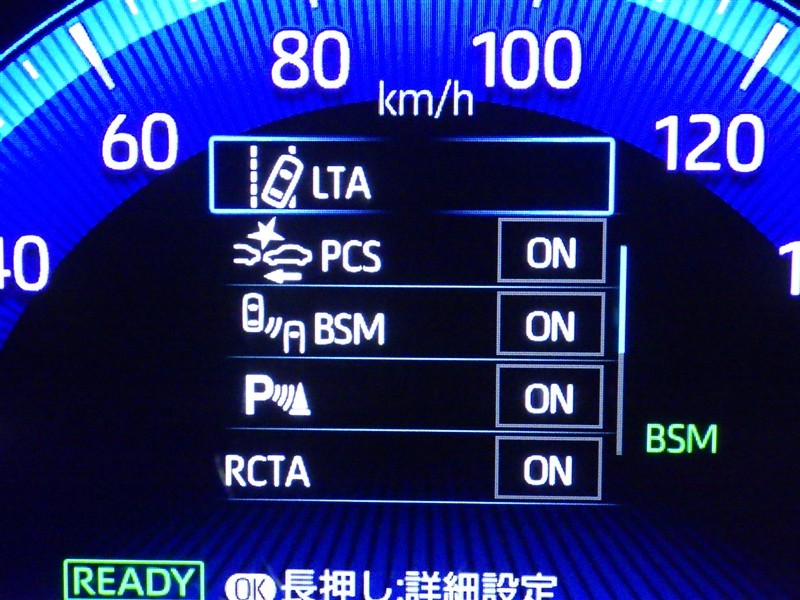 80 100
km/h
60 120
40
LTA
PCS ON
BSM ON
P ON
BSM
RCTA ON
READY OK 長押し:詳細設定